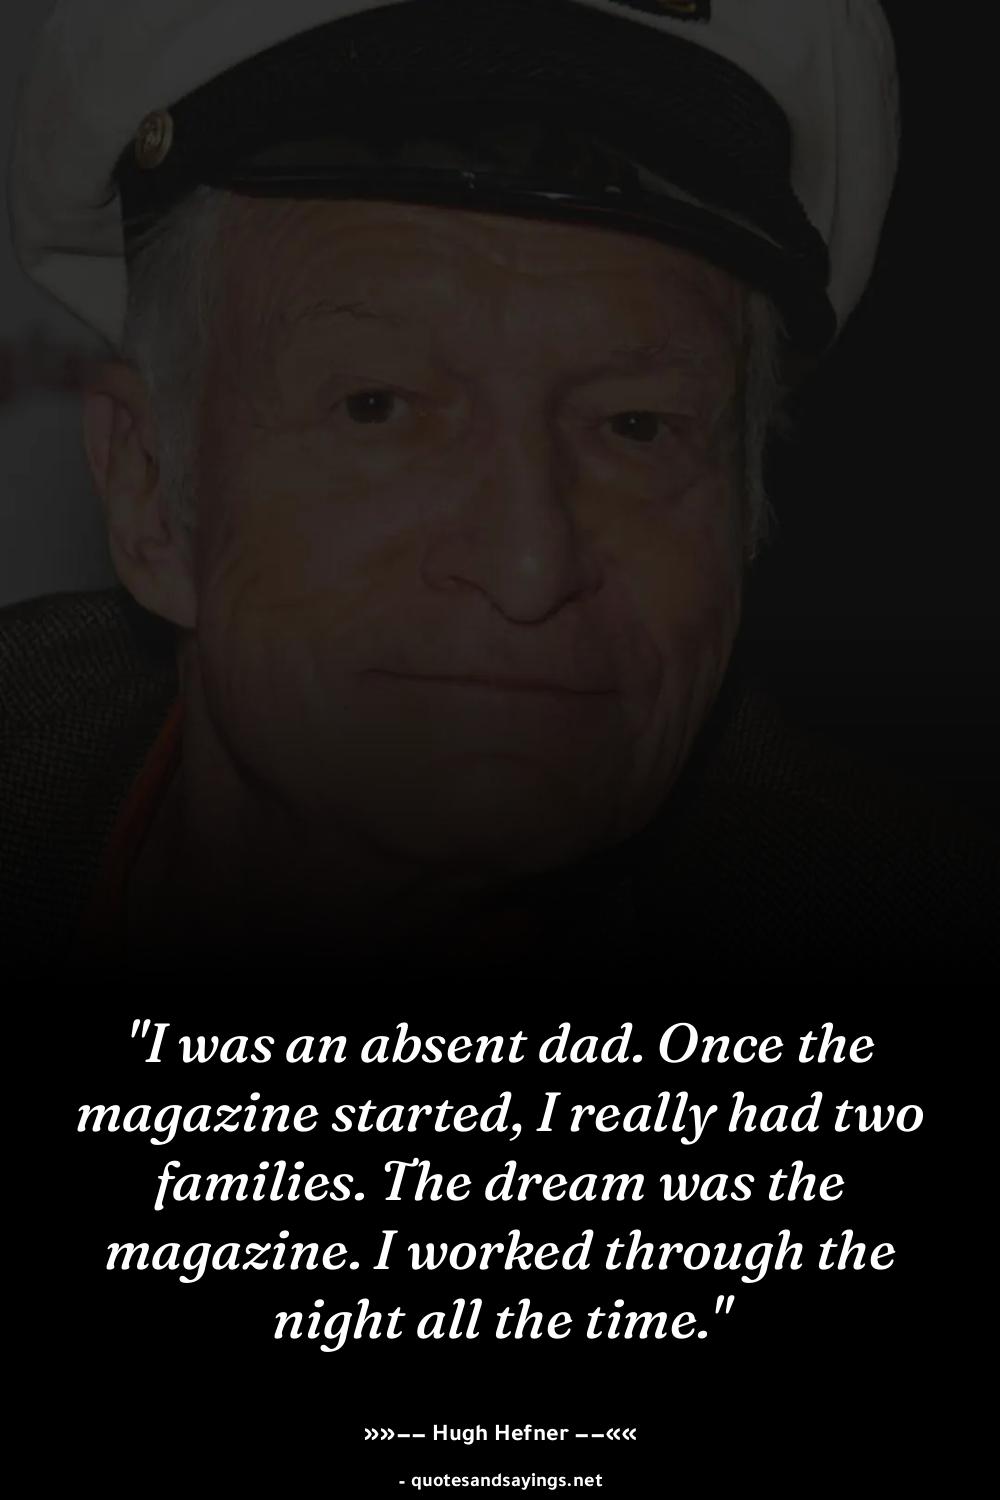 "I was an absent dad. Once the
magazine started, I really had two
families. The dream was the
magazine. I worked through the
night all the time."
»»−− Hugh Hefner −−««
- quotesandsayings.net